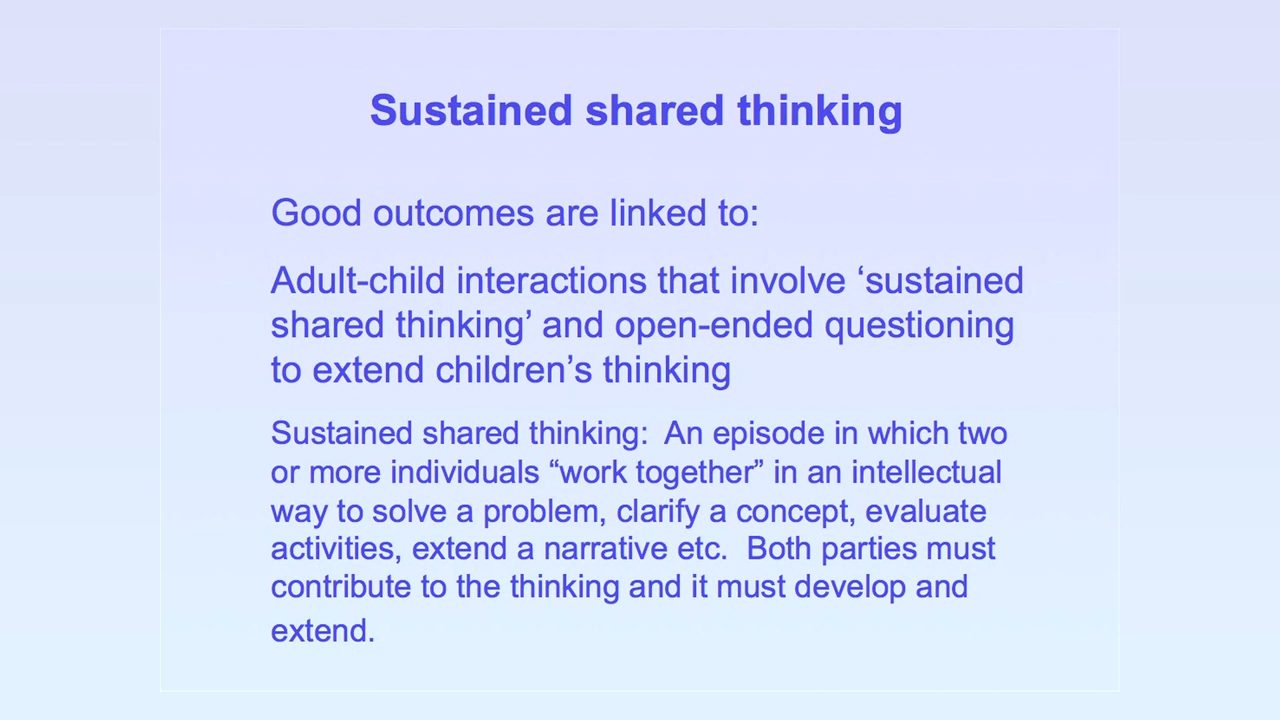 Sustained shared thinking
Good outcomes are linked to:
Adult-child interactions that involve ‘sustained
shared thinking’ and open-ended questioning
to extend children’s thinking
Sustained shared thinking:  An episode in which two
or more individuals “work together” in an intellectual
way to solve a problem, clarify a concept, evaluate
activities, extend a narrative etc.  Both parties must
contribute to the thinking and it must develop and
extend.